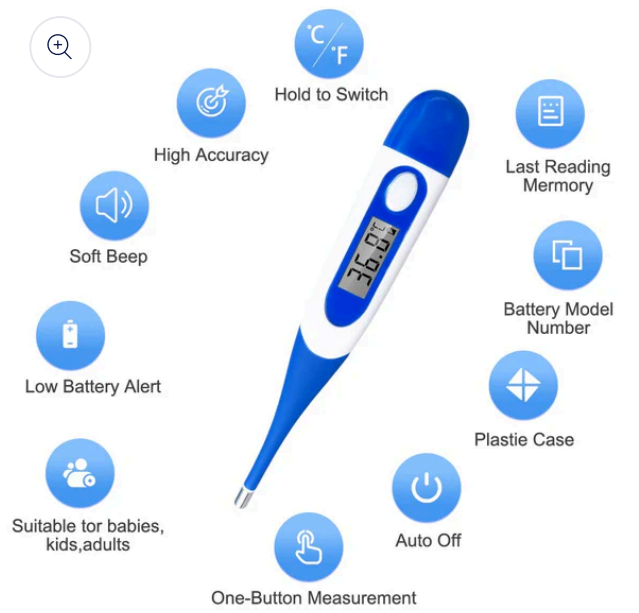 °C
°F
Hold to Switch
High Accuracy
Last Reading
Mermory
Soft Beep
36.8°C
Battery Model
Number
Low Battery Alert
Plastie Case
Suitable tor babies,
kids,adults
Auto Off
One-Button Measurement